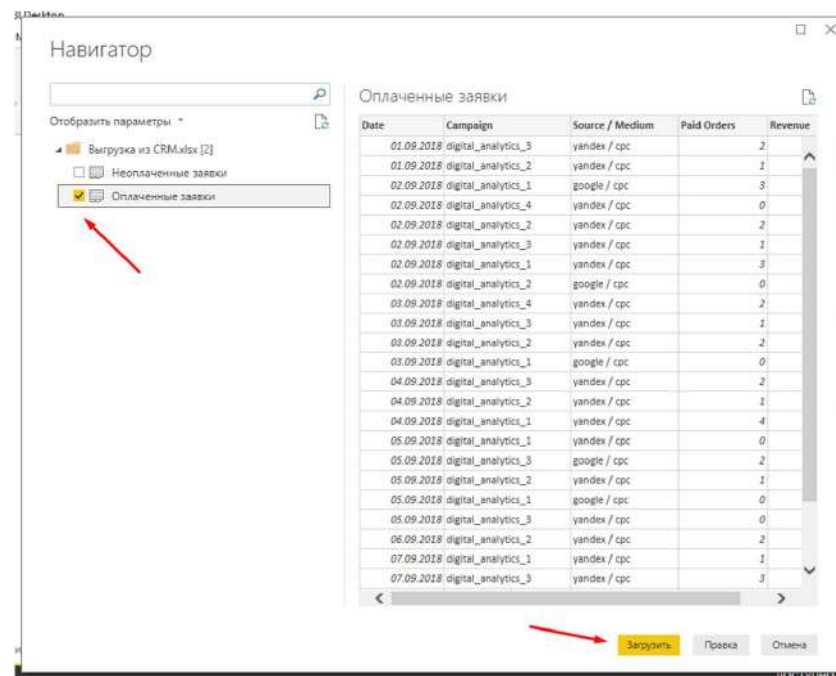 Навигатор
Отобразить параметры
Выгрузка из CRM.xlsx [2]
Неоплаченные заявки
Оплаченные заявки
Оплаченные заявки
Date Campaign Source / Medium Paid Orders Revenue
01.09.2018 digital_analytics_3 yandex / cpc 2
01.09.2018 digital_analytics_2 yandex / cpc 1
02.09.2018 digital_analytics_1 google / cpc 3
02.09.2018 digital_analytics_4 yandex / cpc 0
02.09.2018 digital_analytics_2 yandex / cpc 2
02.09.2018 digital_analytics_3 yandex / cpc 1
02.09.2018 digital_analytics_1 yandex / cpc 3
02.09.2018 digital_analytics_2 google / cpc 0
03.09.2018 digital_analytics_4 yandex / cpc 2
03.09.2018 digital_analytics_3 yandex / cpc 1
03.09.2018 digital_analytics_2 yandex / cpc 2
03.09.2018 digital_analytics_1 google / cpc 0
04.09.2018 digital_analytics_3 yandex / cpc 2
04.09.2018 digital_analytics_2 yandex / cpc 1
04.09.2018 digital_analytics_1 yandex / cpc 4
05.09.2018 digital_analytics_1 yandex / cpc 0
05.09.2018 digital_analytics_3 google / cpc 2
05.09.2018 digital_analytics_2 yandex / cpc 1
05.09.2018 digital_analytics_1 google / cpc 0
05.09.2018 digital_analytics_3 yandex / cpc 0
06.09.2018 digital_analytics_2 yandex / cpc 2
07.09.2018 digital_analytics_1 yandex / cpc 1
07.09.2018 digital_analytics_3 yandex / cpc 3
Загрузить Правка Отмена